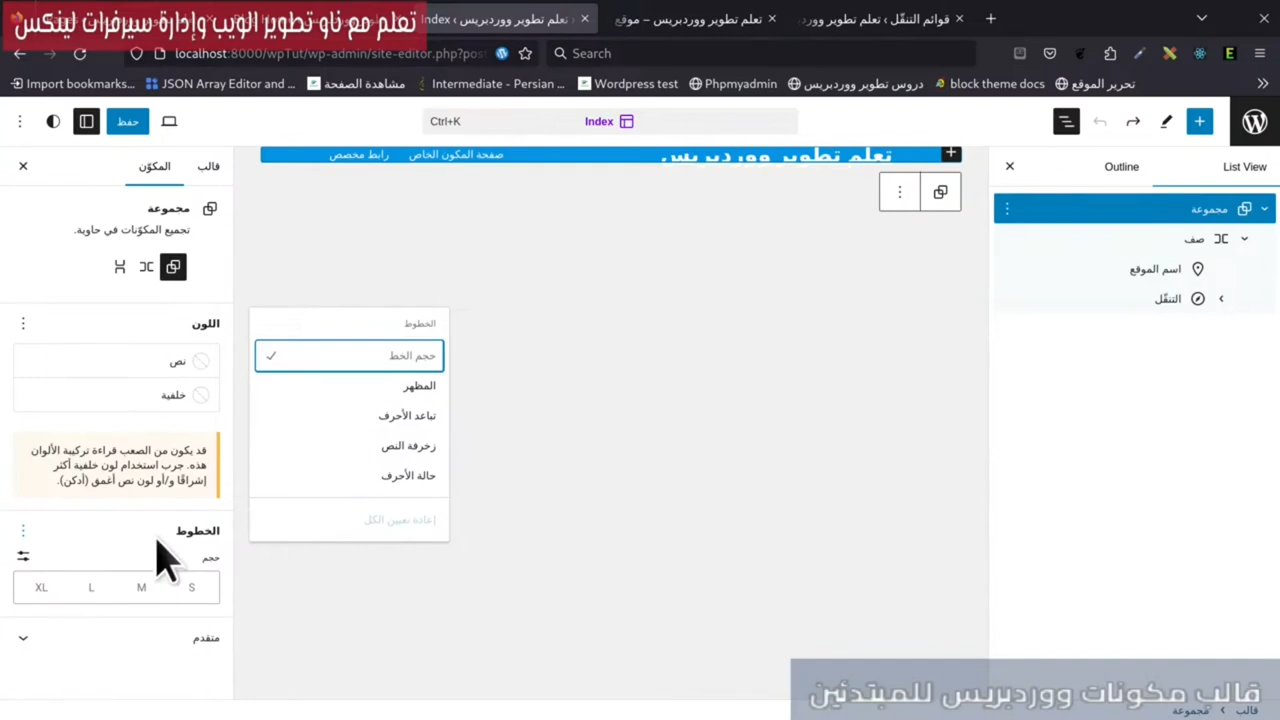 تعلم مع ناو تطوير الويب وإدارة سيرفرات لينكس
Index ‹ تعلم تطوير ووردبريس
تعلم تطوير ووردبريس – موقع
قوائم التنقّل ‹ تعلم تطوير وورد
localhost:8000/wpTut/wp-admin/site-editor.php?post
Search
Import bookmarks...
JSON Array Editor and ...
مشاهدة الصفحة
Intermediate - Persian ...
Wordpress test
Phpmyadmin
دروس تطوير ووردبريس
block theme docs
تحرير الموقع
حفظ
Ctrl+K
Index
قالب
المكوّن
تعلم تطوير ووردبريس
صفحة المكون الخاص
رابط مخصص
Outline
List View
مجموعة
تجميع المكوّنات في حاوية.
مجموعة
صف
اسم الموقع
التنقّل
اللون
نص
خلفية
قد يكون من الصعب قراءة تركيبة الألوان
هذه. جرب استخدام لون خلفية أكثر
إشراقًا و/أو لون نص أغمق (أدكن).
الخطوط
حجم
XL L M S
متقدم
الخطوط
حجم الخط
المظهر
تباعد الأحرف
زخرفة النص
حالة الأحرف
إعادة تعيين الكل
قالب مكونات ووردبريس للمبتدئين
قالب ‹ مجموعة